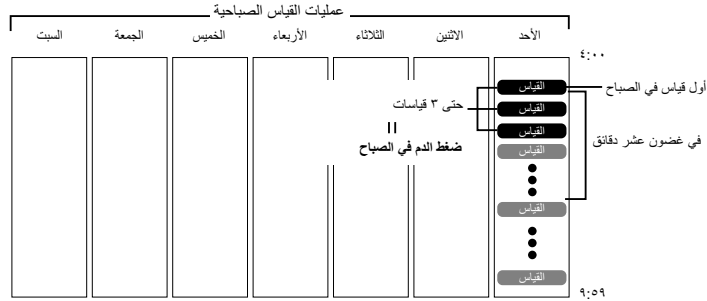 عمليات القياس الصباحية
الأحد الاثنين الثلاثاء الأربعاء الخميس الجمعة السبت
٤:٠٠
القياس
أول قياس في الصباح
القياس
حتى ٣ قياسات
القياس
=
ضغط الدم في الصباح
في غضون عشر دقائق
القياس
القياس
القياس
٩:٥٩